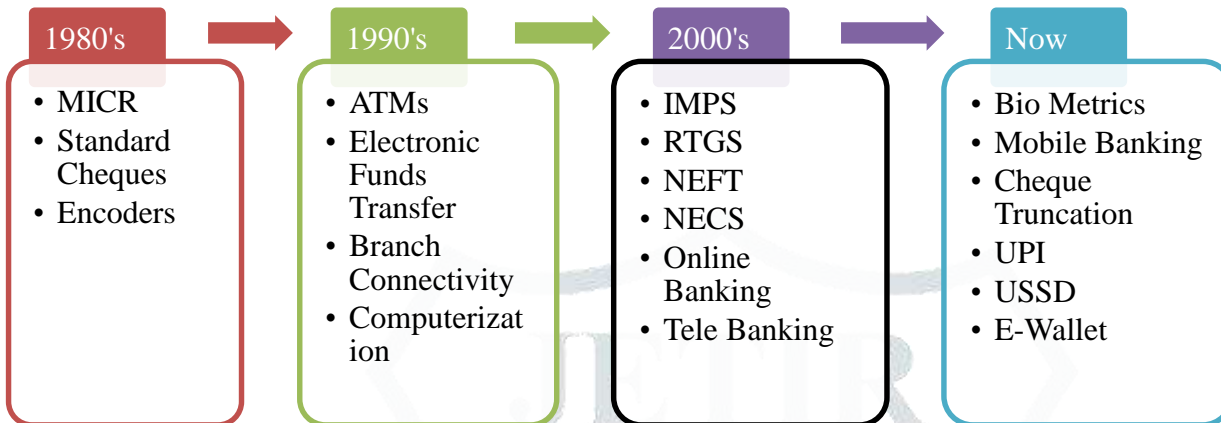 1980's
• MICR
• Standard
Cheques
• Encoders
1990's
• ATMs
• Electronic
Funds
Transfer
• Branch
Connectivity
• Computerizat
ion
2000's
• IMPS
• RTGS
• NEFT
• NECS
• Online
Banking
• Tele Banking
Now
• Bio Metrics
• Mobile Banking
• Cheque
Truncation
• UPI
• USSD
• E-Wallet
JETIR